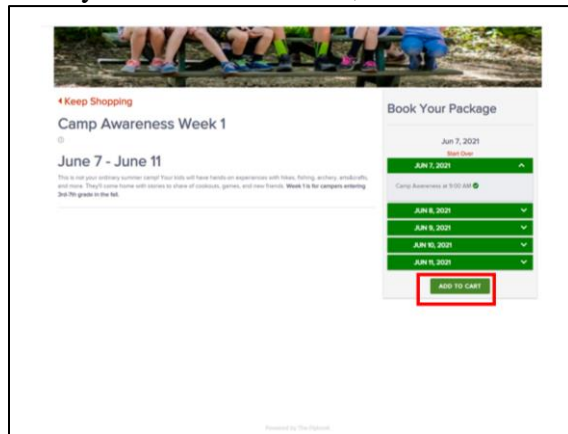 Keep Shopping
Camp Awareness Week 1
June 7 - June 11
This is not your ordinary summer camp! Your kids will have hands-on experiences with hikes, fishing, archery, arts&crafts,
and more. They'll come home with stories to share of cookouts, games, and new friends. Week 1 is for campers entering
3rd-7th grade in the fall.
Book Your Package
Jun 7, 2021
Start Over
JUN 7, 2021
Camp Awareness at 9:00 AM
JUN 8, 2021
JUN 9, 2021
JUN 10, 2021
JUN 11, 2021
ADD TO CART
Powered by The Flybook